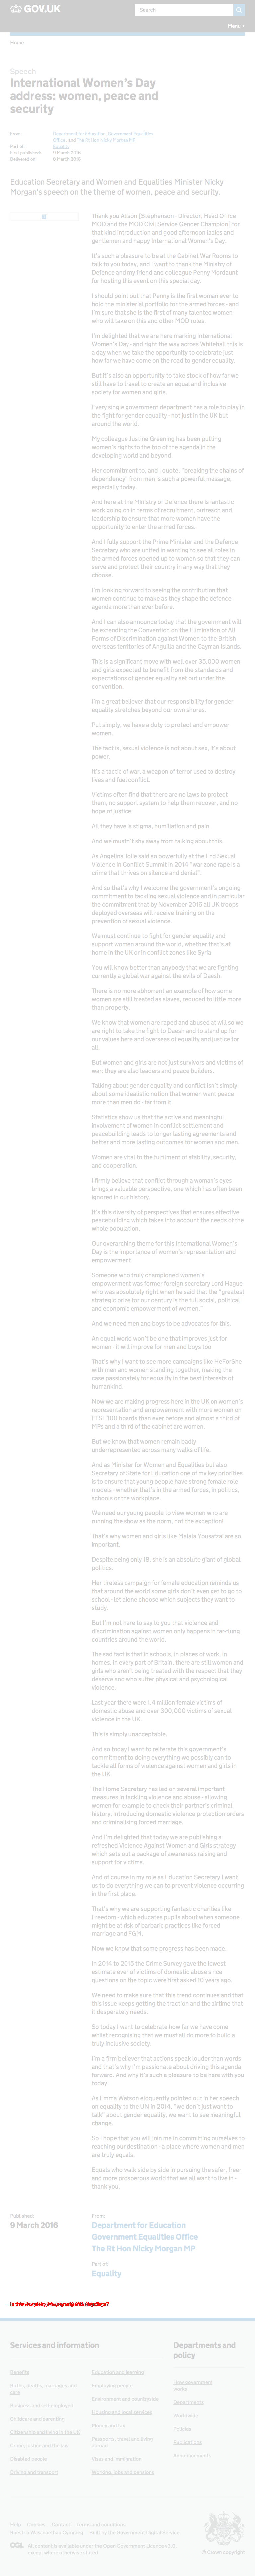 GOV.UK
Search
Menu
Home
Speech
International Women's Day
address: women, peace and
security
From: Department for Education, Government Equalities
Office, and The Rt Hon Nicky Morgan MP
Part of: Equality
First published: 9 March 2016
Delivered on: 8 March 2016
Education Secretary and Women and Equalities Minister Nicky
Morgan's speech on the theme of women, peace and security.
Thank you Alison [Stephenson - Director, Head Office
MOD and the MOD Civil Service Gender Champion] for
that kind introduction and good afternoon ladies and
gentlemen and happy International Women's Day.
It's such a pleasure to be at the Cabinet War Rooms to
talk to you today, and I want to thank the Ministry of
Defence and my friend and colleague Penny Mordaunt
for hosting this event on this special day.
I should point out that Penny is the first woman ever to
hold the ministerial portfolio for the armed forces - and
I'm sure that she is the first of many talented women
who will take on this and other MOD roles.
I'm delighted that we are here marking International
Women's Day - and right the way across Whitehall this is
a day when we take the opportunity to celebrate just
how far we have come on the road to equality.
But it's also an opportunity to take stock of how far we
still have to travel to create an equal and inclusive
society for women and girls.
Every single government department has a role to play in
the fight for gender equality - not just in the UK but
around the world.
My colleague Justine Greening has been putting
women's rights to the top of the agenda in the
developing world and beyond.
Her commitment to, and I quote, "breaking the chains of
dependency" from men is such a powerful message,
especially today.
And here at the Ministry of Defence there is fantastic
work going on in terms of recruitment, outreach and
leadership to ensure that more women have the
opportunity to enter the armed forces.
And I fully support the Prime Minister and the Defence
Secretary who are united in wanting to see all roles in
the armed forces opened up to women so that they can
serve and protect our country in whatever role they
choose.
I'm looking forward to seeing the contribution that
women continue to make as they shape the defence
agenda more than ever before.
And I can also announce today that the government will
be extending the Convention on the Elimination of All
Forms of Discrimination against Women to the British
overseas territories of Anguilla and the Cayman islands.
This is a significant move with well over 35,000 women
and girls expected to benefit from the standards and
expectations of gender-equality set out under the
convention.
I'm a great believer that our responsibility for gender
equality stretches beyond our own shores.
Put simply, we have a duty to protect and empower
women.
The fact is, sexual violence is not about sex, it's about
power.
It's a tactic of war, a weapon of terror used to destroy
lives and fuel conflict.
Victims often find that there are no laws to protect
them, no support system to help them recover, and no
hope of justice.
All they have is stigma, humiliation and pain.
And we mustn't shy away from talking about this.
As Angelina Jolie said so powerfully at the End Sexual
Violence in Conflict Summit in 2014 "war zone rape is a
crime that thrives on silence and denial".
And so that's why I welcome the government's ongoing
commitment to tackling sexual violence and in particular
the commitment that by November 2016 all UK troops
deployed overseas will receive training on the
prevention of sexual violence.
We must continue to fight for gender equality and
support women around the world, whether that's at
home in the UK or in conflict zones like Syria.
You will know better than anybody that we are fighting
currently a global war against the evils of Daesh.
There is no more abhorrent an example of how some
women are still treated as slaves, reduced to little more
than property.
We know that women are raped and abused at will so we
are right to take the war to Daesh and to fight back for
our values here and overseas of equality and justice for
all.
But women and girls are not just survivors and victims of
war; they are also leaders and peace builders.
Talking about gender equality and conflict isn't simply
about some idealistic notion that women want peace
more than men do - far from it.
Statistics show us that the active and meaningful
involvement of women in conflict settlement and
peacebuilding leads to longer lasting agreements and
better and more lasting outcomes for women and men.
Women are vital to the fulfilment of stability, security,
and cooperation.
I firmly believe that conflict through a woman's eyes
brings a valuable perspective, one which has often been
ignored in our history.
It's this diversity of perspectives that ensures effective
peacebuilding which takes into account the needs of the
whole population.
Our overarching theme for this International Women's
Day is the importance of women's representation and
empowerment.
Someone who truly championed women's
empowerment was former foreign secretary Lord Hague
who was absolutely right when he said that the "greatest
strategic prize for our century is the full social, political
and economic empowerment of women."
And we need men and boys to be advocates for this.
An equal world won't be one that improves just for
women - it will improve for men and boys too.
That's why I want to see more campaigns like HeForShe
with men and women standing together, making the
case passionately for equality in the best interests of
humankind.
Now we are making progress here in the UK on women's
representation and empowerment with more women on
FTSE 100 boards than ever before and almost a third of
MPs and a third of the cabinet are women.
But we know that women remain badly
underrepresented across many walks of life.
And as Minister for Women and Equalities but also
Secretary of State for Education one of my key priorities
is to ensure that young people have strong female role
models- whether that's in the armed forces, in politics,
schools or the workplace.
We need our young people to view women who are
running the show as the norm, not the exception!
That's why women and girls like Malala Yousafzai are so
important.
Despite being only 18, she is an absolute giant of global
politics.
Her tireless campaign for female education reminds us
that around the world some girls don't even get to go to
school - let alone choose which subjects they want to
study.
But I'm not here to say to you that violence and
discrimination against women only happens in far-flung
countries around the world.
The sad fact is that in schools, in places of work, in
homes, in every part of Britain, there are still women and
girls who aren't being treated with the respect that they
deserve and who suffer physical and psychological
violence.
Last year there were 1.4 million female victims of
domestic abuse and over 300,000 victims of sexual
violence in the UK.
This is simply unacceptable.
And so today I want to reiterate this government's
commitment to doing everything we possibly can to
tackle all forms of violence against women and girls in
the UK.
The Home Secretary has led on several important
measures in tackling violence and abuse - allowing
women for example to check their partner's criminal
history, introducing domestic violence protection orders
and criminalising forced marriage.
And I'm delighted that today we are publishing a
refreshed Violence Against Women and Girls strategy
which sets out a package of awareness raising and
support for victims.
And of course in my role as Education Secretary I want
us to do everything we can to prevent violence occurring
in the first place.
That's why we are supporting fantastic charities like
Freedom - which educates pupils about when someone
might be at risk of barbaric practices like forced
marriage and FGM.
Now we know that some progress has been made.
In 2014 to 2015 the Crime Survey gave the lowest
estimate ever of victims of domestic abuse since
questions on the topic were first asked 10 years ago.
We need to make sure that this trend continues and that
this issue keeps getting the traction and the airtime that
it desperately needs.
So today I want to celebrate how far we have come
whilst recognising that we must all do more to build a
truly inclusive society.
I'm a firm believer that actions speak louder than words
and that's why I'm passionate about driving this agenda
forward. And why it's such a pleasure to be here with you
today.
As Emma Watson eloquently pointed out in her speech
on equality to the UN in 2014, "we don't just want to
talk" about gender equality, we want to move to more
constructive action.
So I hope that you will join me in committing ourselves to
reaching our destination - a place where women and men
are truly equals.
Equals who walk side by side in pursuing the safer, freer
and more prosperous world that we all want to live in -
thank you.
Published:
9 March 2016
From:
Department for Education
Government Equalities Office
The Rt Hon Nicky Morgan MP
Part of:
Equality
Services and information
Benefits
Births, deaths, marriages and
care
Business and self-employed
Childcare and parenting
Citizenship and living in the UK
Crime, justice and the law
Disabled people
Driving and transport
Education and learning
Employing people
Environment and countryside
Housing and local services
Money and tax
Passports, travel and living
abroad
Visas and immigration
Working, jobs and pensions
Departments and
policy
How government
works
Departments
Worldwide
Policies
Publications
Announcements
Help
Cookies
Contact
Terms and conditions
Rhestr o Wasanaethau Cymraeg
Built by the Government Digital Service
OGL
All content is available under the Open Government Licence v3.0,
except where otherwise stated
© Crown copyright